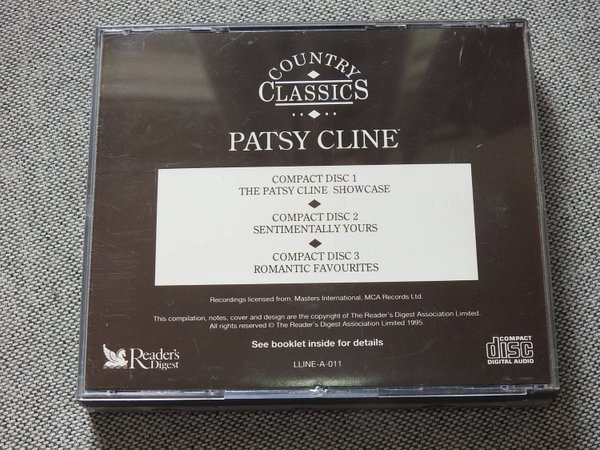 COUNTRY
CLASSICS
PATSY CLINE
COMPACT DISC 1
THE PATSY CLINE SHOWCASE
COMPACT DISC 2
SENTIMENTALLY YOURS
COMPACT DISC 3
ROMANTIC FAVOURITES
Recordings licensed from: Masters International, MCA Records Ltd.
This compilation, notes, cover and design are the copyright of The Reader's Digest Association Limited.
All rights reserved © The Reader's Digest Association Limited 1995.
See booklet inside for details
Reader's
Digest
LLINE-A-011
COMPACT
disc
DIGITAL AUDIO